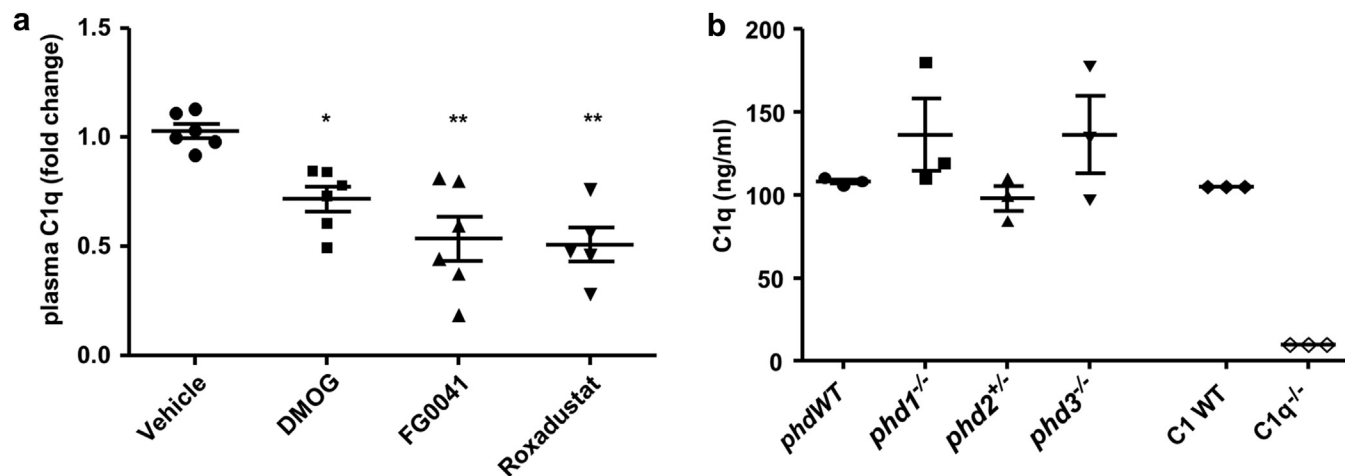 a
plasma C1q (fold change)
1.5
1.0
0.5
0.0
* ** **
Vehicle
DMOG
FG0041
Roxadustat
b
C1q (ng/ml)
200
150
100
50
0
phdWT
phd1-/-
phd2+/-
phd3-/-
C1 WT
C1q-/-